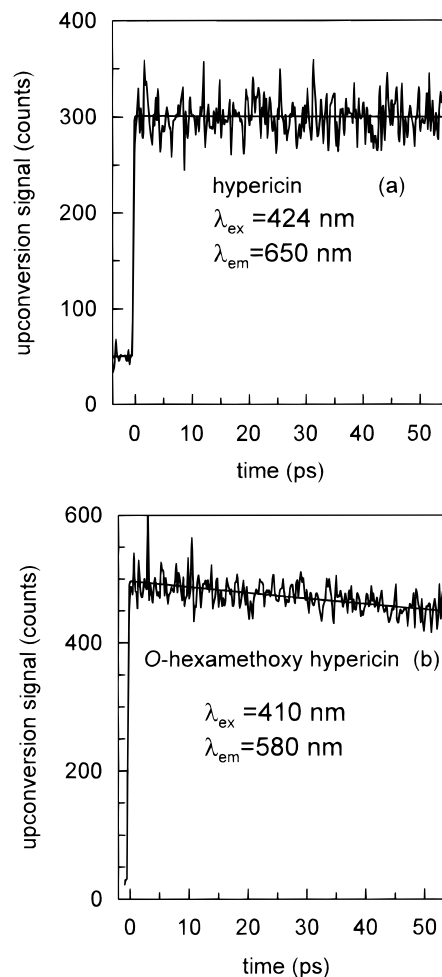 400
300
200
100
0
upconversion signal (counts)
hypericin (a)
λex =424 nm
λem=650 nm
0 10 20 30 40 50
time (ps)
600
400
200
0
upconversion signal (counts)
O-hexamethoxy hypericin (b)
λex =410 nm
λem=580 nm
0 10 20 30 40 50
time (ps)